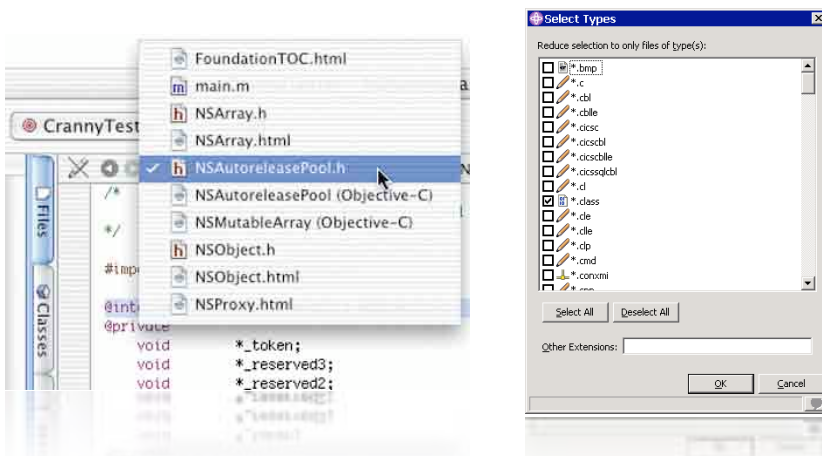 FoundationTOC.html
main.m
NSArray.h
NSArray.html
NSAutoreleasePool.h
NSAutoreleasePool (Objective-C)
NSMutableArray (Objective-C)
NSObject.h
NSObject.html
NSProxy.html
CrannyTest
Files
Classes
/*
*/
#imp
@inte
@private
void *_token;
void *_reserved3;
void *_reserved2;
Select Types
Reduce selection to only files of type(s):
*.bmp
*.c
*.cbl
*.cblle
*.cicsc
*.cicscbl
*.cicscblle
*.cicssqlcbl
*.cl
*.class
*.cle
*.clle
*.clp
*.cmd
*.conxmi
*.cpp
Select All
Deselect All
Other Extensions:
OK
Cancel